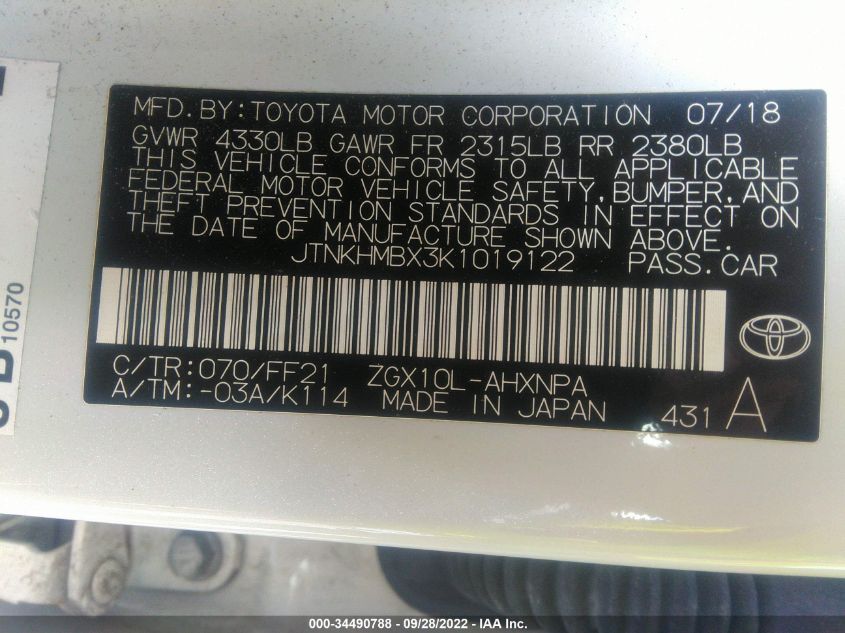 MFD. BY: TOYOTA MOTOR CORPORATION 07/18
GVWR 4330LB GAWR FR 2315LB RR 2380LB
THIS VEHICLE CONFORMS TO ALL APPLICABLE
FEDERAL MOTOR VEHICLE SAFETY, BUMPER, AND
THEFT PREVENTION STANDARDS IN EFFECT ON
THE DATE OF MANUFACTURE SHOWN ABOVE.
JTNKHMBX3K1019122 PASS.CAR
C/TR: 070/FF21 ZGX10L-AHXNPA
A/TM: -03A/K114 MADE IN JAPAN 431 A
10570
000-34490788 - 09/28/2022 - IAA Inc.